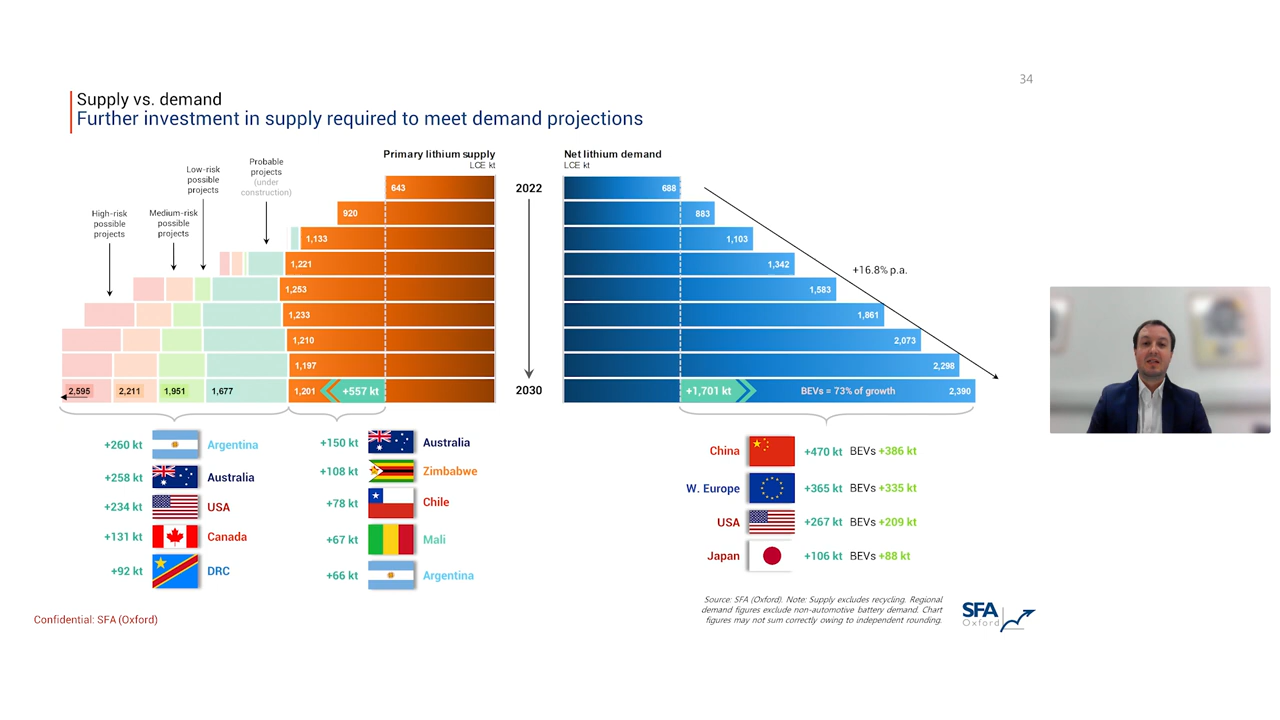 34
Supply vs. demand
Further investment in supply required to meet demand projections
Primary lithium supply
LCE kt
Net lithium demand
LCE kt
High-risk
possible
projects
Medium-risk
possible
projects
Low-risk
possible
projects
Probable
projects
(under
construction)
643
2022
688
920
883
1,133
1,103
1,221
1,342
+16.8% p.a.
1,253
1,583
1,233
1,861
1,210
2,073
1,197
2,298
2,595
2,211
1,951
1,677
1,201
+557 kt
2030
+1,701 kt
BEVs = 73% of growth
2,390
+260 kt Argentina
+258 kt Australia
+234 kt USA
+131 kt Canada
+92 kt DRC
+150 kt Australia
+108 kt Zimbabwe
+78 kt Chile
+67 kt Mali
+66 kt Argentina
China +470 kt BEVs +386 kt
W. Europe +365 kt BEVs +335 kt
USA +267 kt BEVs +209 kt
Japan +106 kt BEVs +88 kt
Source: SFA (Oxford). Note: Supply excludes recycling. Regional
demand figures exclude non-automotive battery demand. Chart
figures may not sum correctly owing to independent rounding.
SFA
Oxford
Confidential: SFA (Oxford)